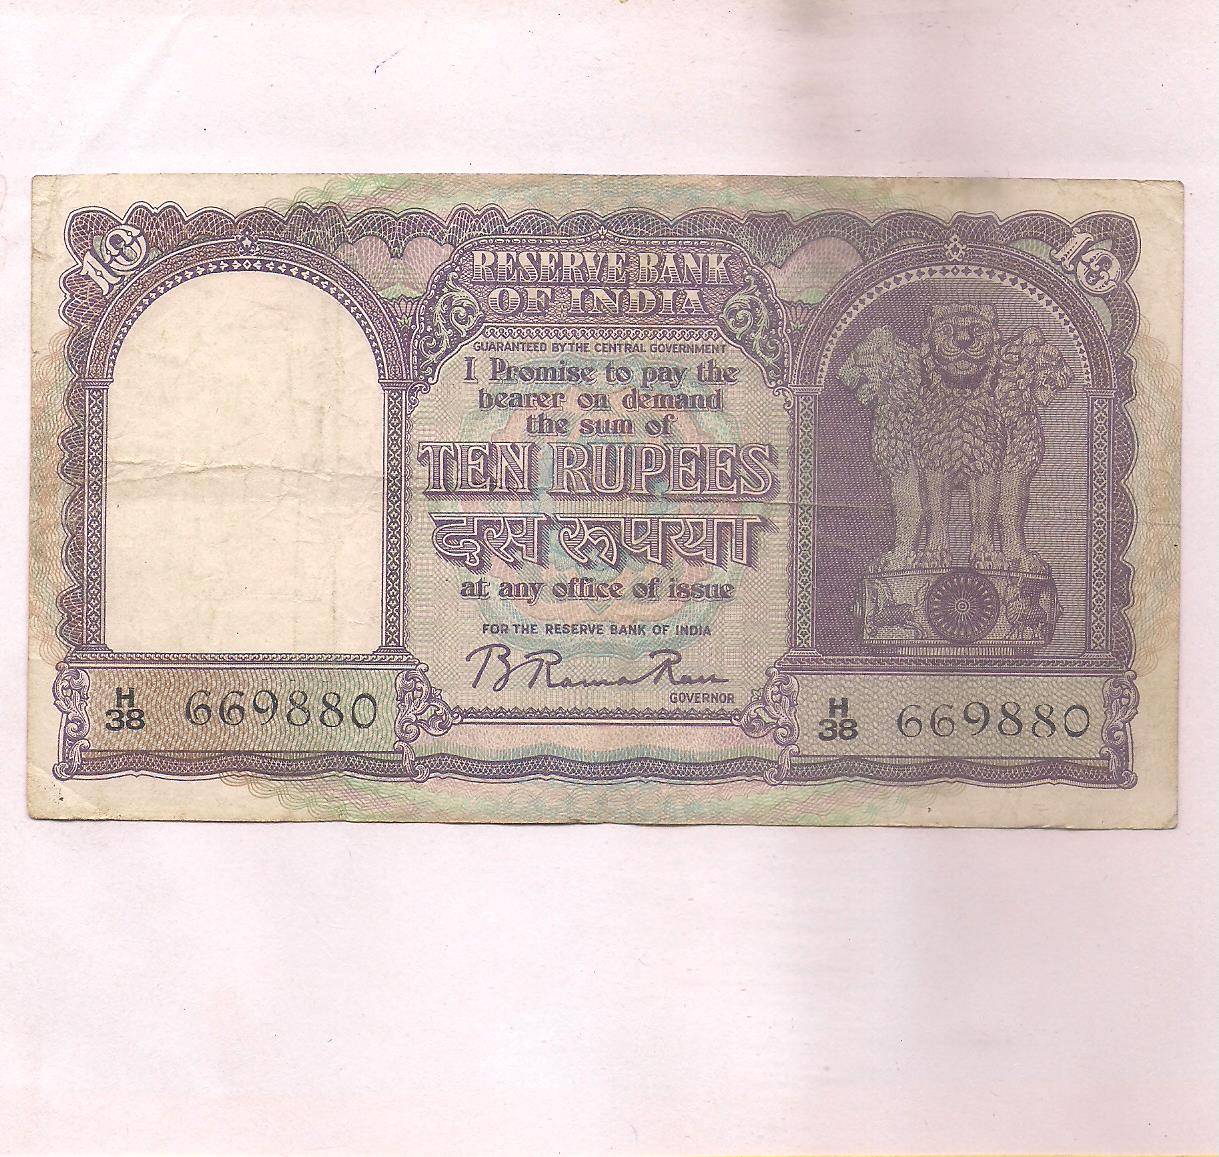 10
10
RESERVE BANK
OF INDIA
GUARANTEED BY THE CENTRAL GOVERNMENT
I Promise to pay the
bearer on demand
the sum of
TEN RUPEES
दस रूपया
at any office of issue
FOR THE RESERVE BANK OF INDIA
B Rama Rau
GOVERNOR
H
38 669880
H
38 669880